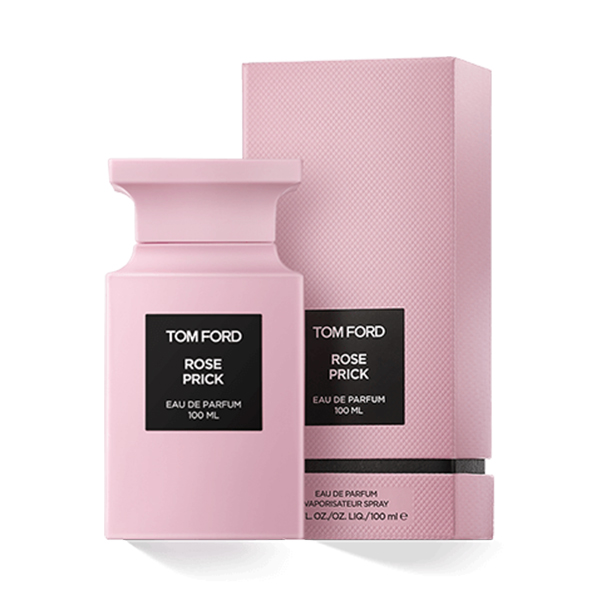 TOM FORD
ROSE
PRICK
EAU DE PARFUM
100 ML
TOM FORD
ROSE
PRICK
EAU DE PARFUM
100 ML
EAU DE PARFUM
VAPORISATEUR SPRAY
OZ./OZ. LIQ./100 ml ℮